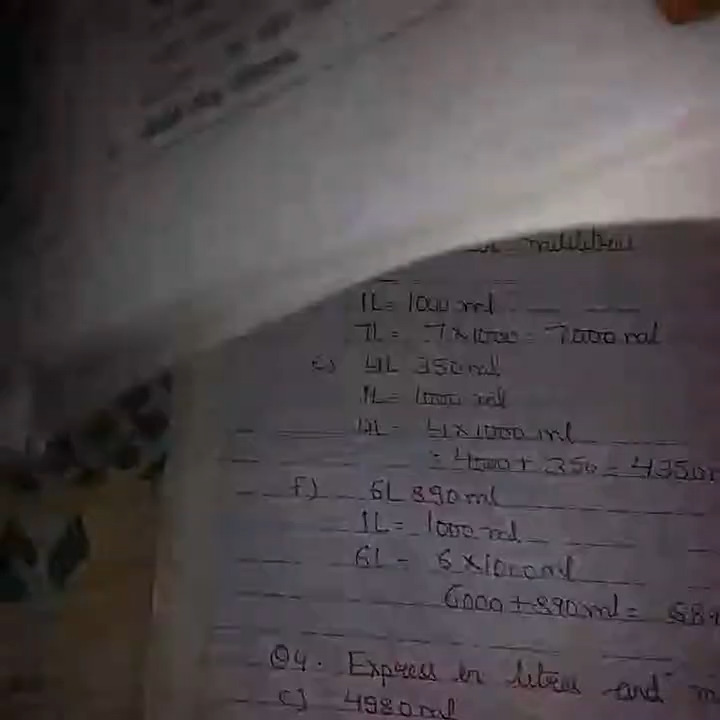 millilitres
1L = 1000 ml
7L = 7×1000 = 7000 ml
4L 350 ml
1L = 1000 ml
4L = 4×1000 ml
= 4000 + 350 = 4350
F) 6L 890 ml
1L = 1000 ml
6L = 6×1000 ml
6000 + 890 ml = 689
Q4. Express in litres and m
C) 4980 ml